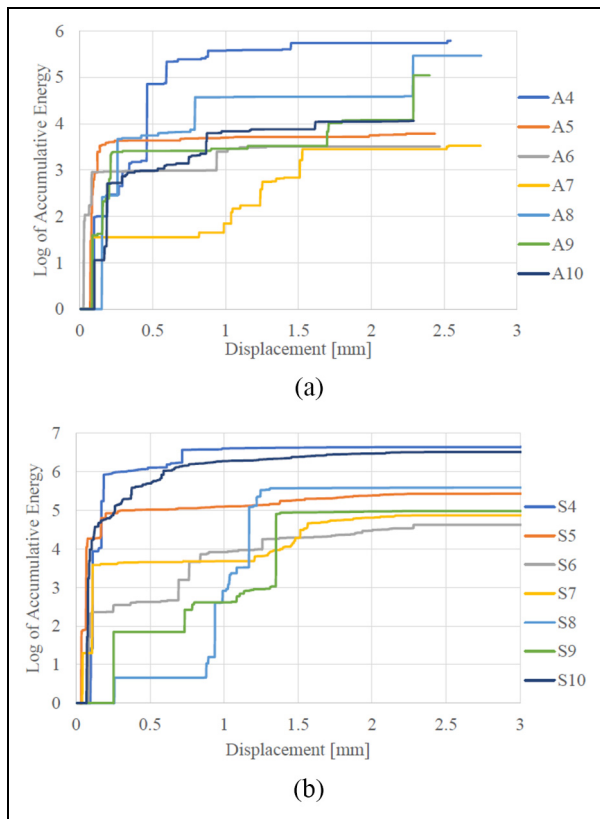 6
5
4
3
2
1
0
Log of Accumulative Energy
0 0.5 1 1.5 2 2.5 3
Displacement [mm]
A4
A5
A6
A7
A8
A9
A10
(a)
7
6
5
4
3
2
1
0
Log of Accumulative Energy
0 0.5 1 1.5 2 2.5 3
Displacement [mm]
S4
S5
S6
S7
S8
S9
S10
(b)